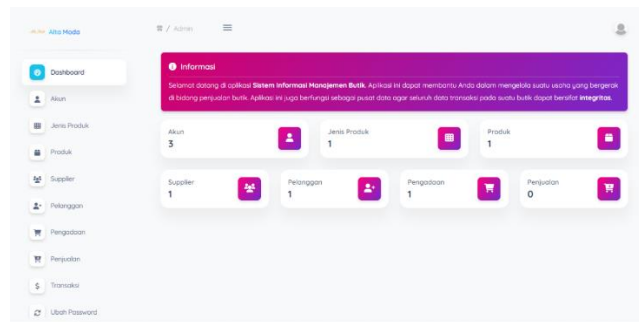 Alta Moda
/ Admin
Dashboard
Akun
Jenis Produk
Produk
Supplier
Pelanggan
Pengadaan
Penjualan
Transaksi
Ubah Password
Informasi
Selamat datang di aplikasi Sistem Informasi Manajemen Butik. Aplikasi ini dapat membantu Anda dalam mengelola suatu usaha yang bergerak
di bidang penjualan butik. Aplikasi ini juga berfungsi sebagai pusat data agar seluruh data transaksi pada suatu butik dapat bersifat integritas.
Akun
3
Jenis Produk
1
Produk
1
Supplier
1
Pelanggan
1
Pengadaan
1
Penjualan
0